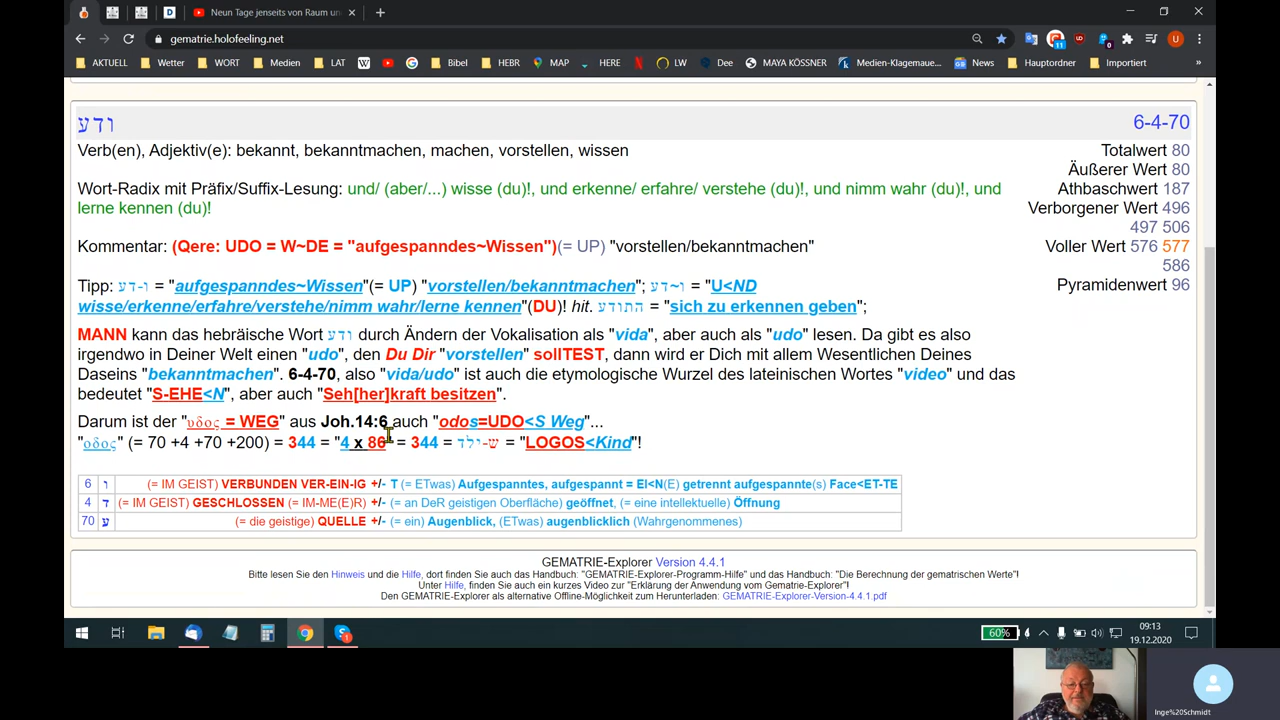 Neun Tage jenseits von Raum un
gematrie.holofeeling.net
AKTUELL Wetter WORT Medien LAT Bibel HEBR MAP HERE LW Dee MAYA KÖSSNER Medien-Klagemaue... News Hauptordner Importiert »
ודע 6-4-70
Verb(en), Adjektiv(e): bekannt, bekanntmachen, machen, vorstellen, wissen Totalwert 80
Äußerer Wert 80
Wort-Radix mit Präfix/Suffix-Lesung: und/ (aber/...) wisse (du)!, und erkenne/ erfahre/ verstehe (du)!, und nimm wahr (du)!, und Athbaschwert 187
lerne kennen (du)! Verborgener Wert 496
497 506
Kommentar: (Qere: UDO = W~DE = "aufgespanndes~Wissen")(= UP) "vorstellen/bekanntmachen" Voller Wert 576 577
586
Tipp: ו-דע = "aufgespanndes~Wissen"(= UP) "vorstellen/bekanntmachen"; ו~דע = "U<ND Pyramidenwert 96
wisse/erkenne/erfahre/verstehe/nimm wahr/lerne kennen"(DU)! hit. התודע = "sich zu erkennen geben";
MANN kann das hebräische Wort ודע durch Ändern der Vokalisation als "vida", aber auch als "udo" lesen. Da gibt es also
irgendwo in Deiner Welt einen "udo", den Du Dir "vorstellen" sollTEST, dann wird er Dich mit allem Wesentlichen Deines
Daseins "bekanntmachen". 6-4-70, also "vida/udo" ist auch die etymologische Wurzel des lateinischen Wortes "video" und das
bedeutet "S-EHE<N", aber auch "Seh[her]kraft besitzen".
Darum ist der "υδος = WEG" aus Joh.14:6 auch "odos=UDO<S Weg"...
"οδος" (= 70 +4 +70 +200) = 344 = "4 x 86 = 344 = ש-ילד = "LOGOS<Kind"!
6 ו (= IM GEIST) VERBUNDEN VER-EIN-IG +/- T (= ETwas) Aufgespanntes, aufgespannt = EI<N(E) getrennt aufgespannte(s) Face<ET-TE
4 ד (= IM GEIST) GESCHLOSSEN (= IM-ME(E)R) +/- (= an DeR geistigen Oberfläche) geöffnet, (= eine intellektuelle) Öffnung
70 ע (= die geistige) QUELLE +/- (= ein) Augenblick, (ETwas) augenblicklich (Wahrgenommenes)
GEMATRIE-Explorer Version 4.4.1
Bitte lesen Sie den Hinweis und die Hilfe, dort finden Sie auch das Handbuch: "GEMATRIE-Explorer-Programm-Hilfe" und das Handbuch: "Die Berechnung der gematrischen Werte"!
Unter Hilfe, finden Sie auch ein kurzes Video zur "Erklärung der Anwendung vom Gematrie-Explorer"!
Den GEMATRIE-Explorer als alternative Offline-Möglichkeit zum Herunterladen: GEMATRIE-Explorer-Version-4.4.1.pdf
60% 09:13
19.12.2020
Inge%20Schmidt